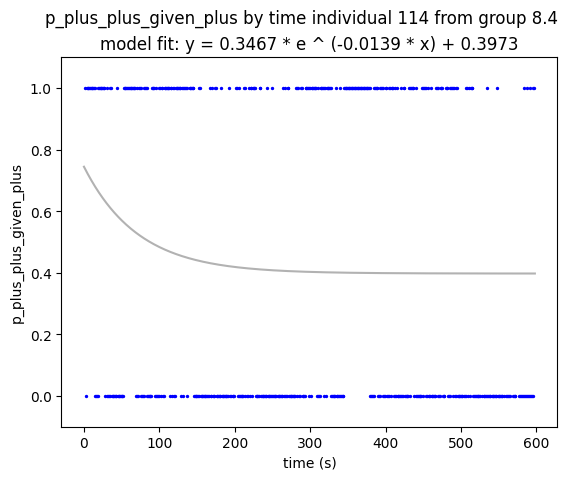 p_plus_plus_given_plus by time individual 114 from group 8.4
model fit: y = 0.3467 * e ^ (-0.0139 * x) + 0.3973
1.0
0.8
0.6
0.4
0.2
0.0
p_plus_plus_given_plus
0 100 200 300 400 500 600
time (s)